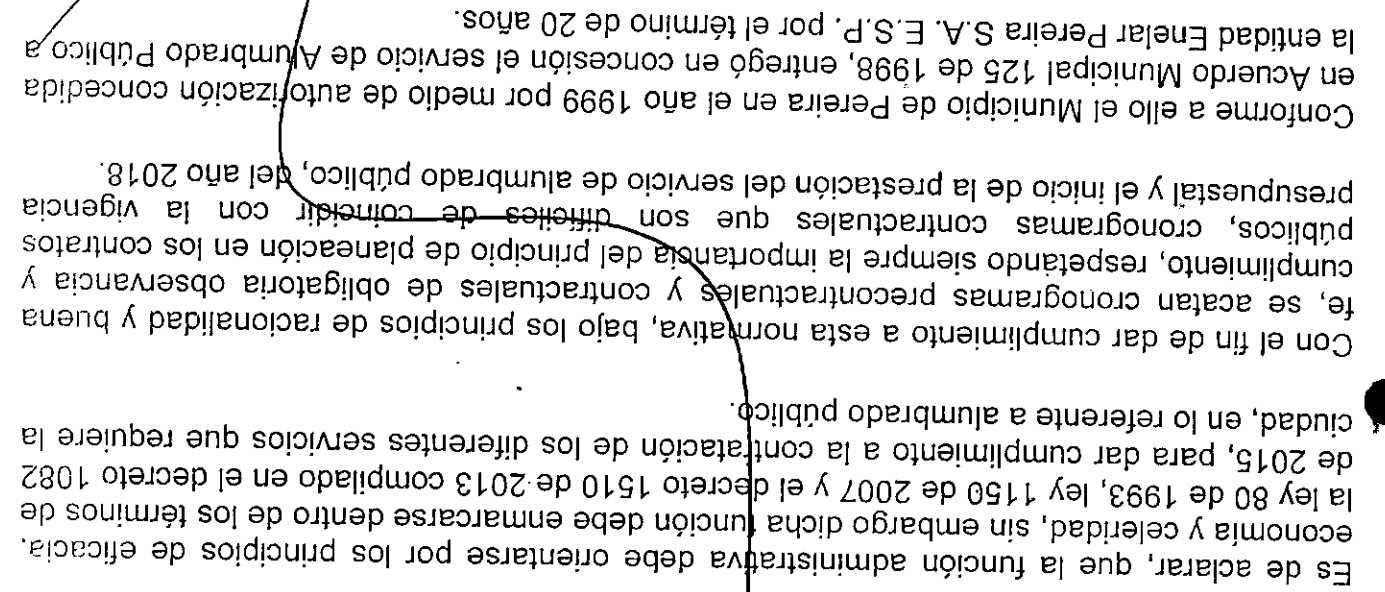 Es de aclarar, que la función administrativa debe orientarse por los principios de eficacia,
economía y celeridad, sin embargo dicha función debe enmarcarse dentro de los términos de
la ley 80 de 1993, ley 1150 de 2007 y el decreto 1510 de 2013 compilado en el decreto 1082
de 2015, para dar cumplimiento a la contratación de los diferentes servicios que requiere la
ciudad, en lo referente a alumbrado público.
Con el fin de dar cumplimiento a esta normativa, bajo los principios de racionalidad y buena
fe, se acatan cronogramas precontractuales y contractuales de obligatoria observancia y
cumplimiento, respetando siempre la importancia del principio de planeación en los contratos
públicos, cronogramas contractuales que son difíciles de coincidir con la vigencia
presupuestal y el inicio de la prestación del servicio de alumbrado público, del año 2018.
Conforme a ello el Municipio de Pereira en el año 1999 por medio de autorización concedida
en Acuerdo Municipal 125 de 1998, entregó en concesión el servicio de Alumbrado Público a
la entidad Enelar Pereira S.A. E.S.P. por el término de 20 años.